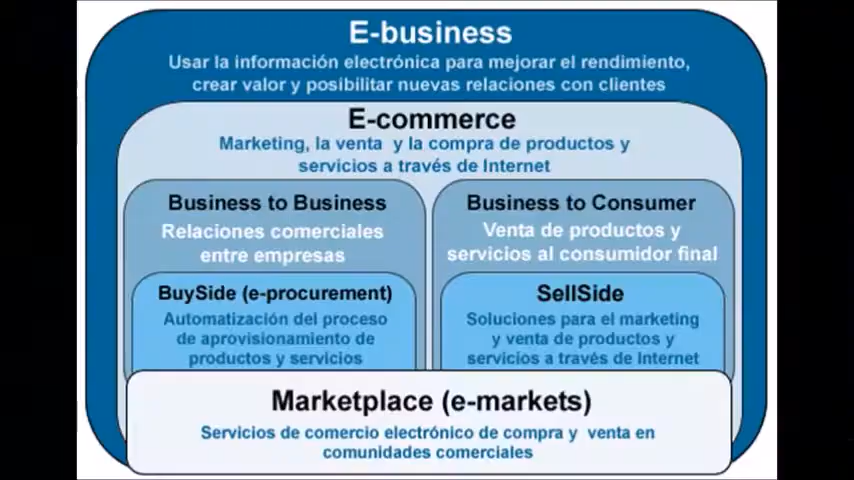 E-business
Usar la información electrónica para mejorar el rendimiento,
crear valor y posibilitar nuevas relaciones con clientes
E-commerce
Marketing, la venta y la compra de productos y
servicios a través de Internet
Business to Business
Relaciones comerciales
entre empresas
Business to Consumer
Venta de productos y
servicios al consumidor final
BuySide (e-procurement)
Automatización del proceso
de aprovisionamiento de
productos y servicios
SellSide
Soluciones para el marketing
y venta de productos y
servicios a través de Internet
Marketplace (e-markets)
Servicios de comercio electrónico de compra y venta en
comunidades comerciales